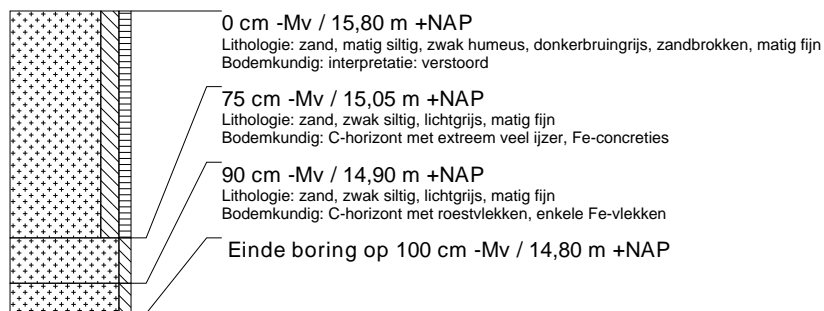 0 cm -Mv / 15,80 m +NAP
Lithologie: zand, matig siltig, zwak humeus, donkerbruingrijs, zandbrokken, matig fijn
Bodemkundig: interpretatie: verstoord
75 cm -Mv / 15,05 m +NAP
Lithologie: zand, zwak siltig, lichtgrijs, matig fijn
Bodemkundig: C-horizont met extreem veel ijzer, Fe-concreties
90 cm -Mv / 14,90 m +NAP
Lithologie: zand, zwak siltig, lichtgrijs, matig fijn
Bodemkundig: C-horizont met roestvlekken, enkele Fe-vlekken
Einde boring op 100 cm -Mv / 14,80 m +NAP